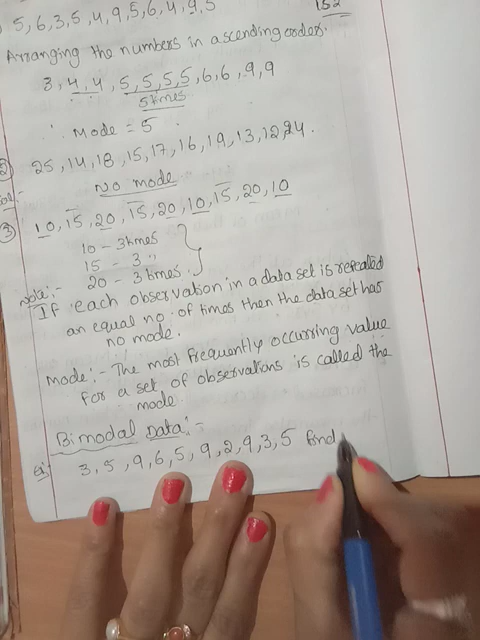 152
5, 6, 3, 5, 4, 9, 5, 6, 4, 9, 5
Arranging the numbers in ascending order.
3, 4, 4, 5, 5, 5, 5, 6, 6, 9, 9
5 times
∴ Mode = 5
② 25, 14, 18, 15, 17, 16, 19, 13, 12, 24.
Sol:- No mode
③ 10, 15, 20, 15, 20, 10, 15, 20, 10
10 - 3 times
15 - 3 "
20 - 3 times
Note:-
If each observation in a data set is repeated
an equal no. of times then the data set has
no mode.
Mode:- The most frequently occurring value
for a set of observations is called the
mode.
Bimodal Data:-
Ex: 3, 5, 9, 6, 5, 9, 2, 9, 3, 5 find